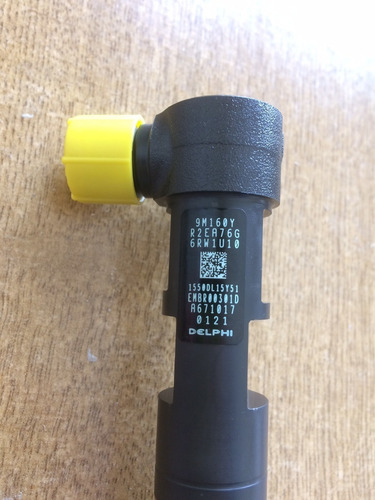 9M160Y
R2EA76G
6RW1U10
1550DL15Y51
EMBR00301D
A671017
0121
DELPHI